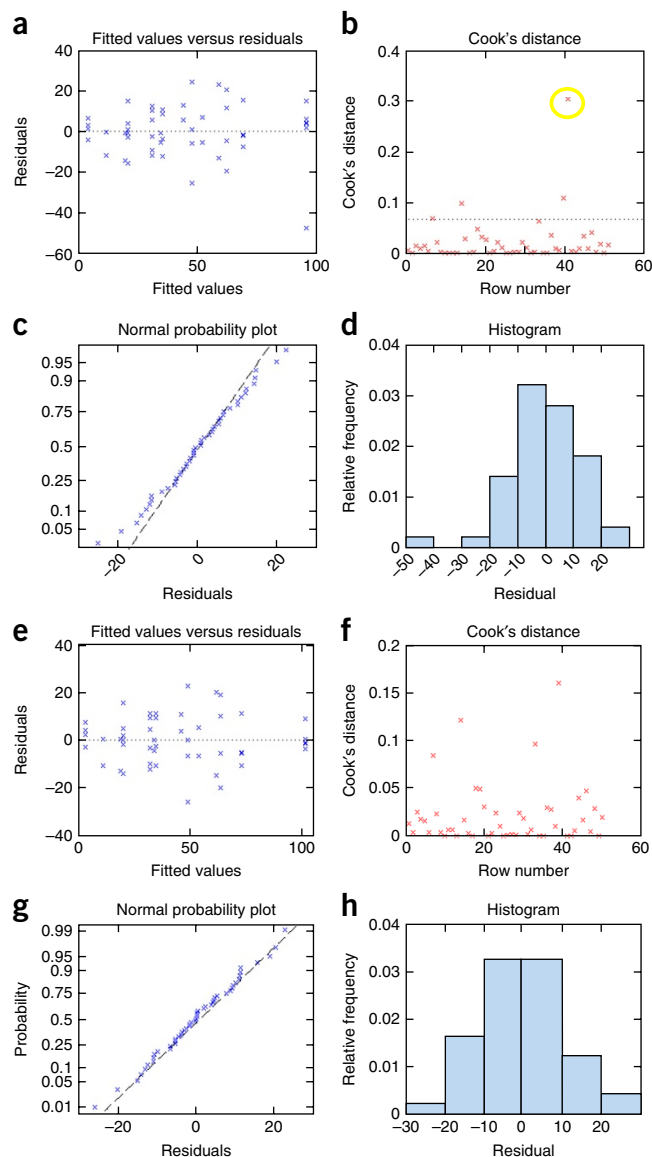 a
Fitted values versus residuals
40
20
0
−20
−40
−60
Residuals
0
50
100
Fitted values
b
Cook's distance
0.4
0.3
0.2
0.1
0
Cook's distance
0
20
40
60
Row number
c
Normal probability plot
0.95
0.9
0.75
0.5
0.25
0.1
0.05
−20
0
20
Residuals
d
Histogram
0.04
0.03
0.02
0.01
0
Relative frequency
−50
−40
−30
−20
−10
0
10
20
Residual
e
Fitted values versus residuals
40
20
0
−20
−40
Residuals
0
50
100
Fitted values
f
Cook's distance
0.2
0.15
0.1
0.05
0
Cook's distance
0
20
40
60
Row number
g
Normal probability plot
0.99
0.95
0.9
0.75
0.5
0.25
0.1
0.05
0.01
Probability
−20
0
20
Residuals
h
Histogram
0.04
0.03
0.02
0.01
0
Relative frequency
−30
−20
−10
0
10
20
Residual